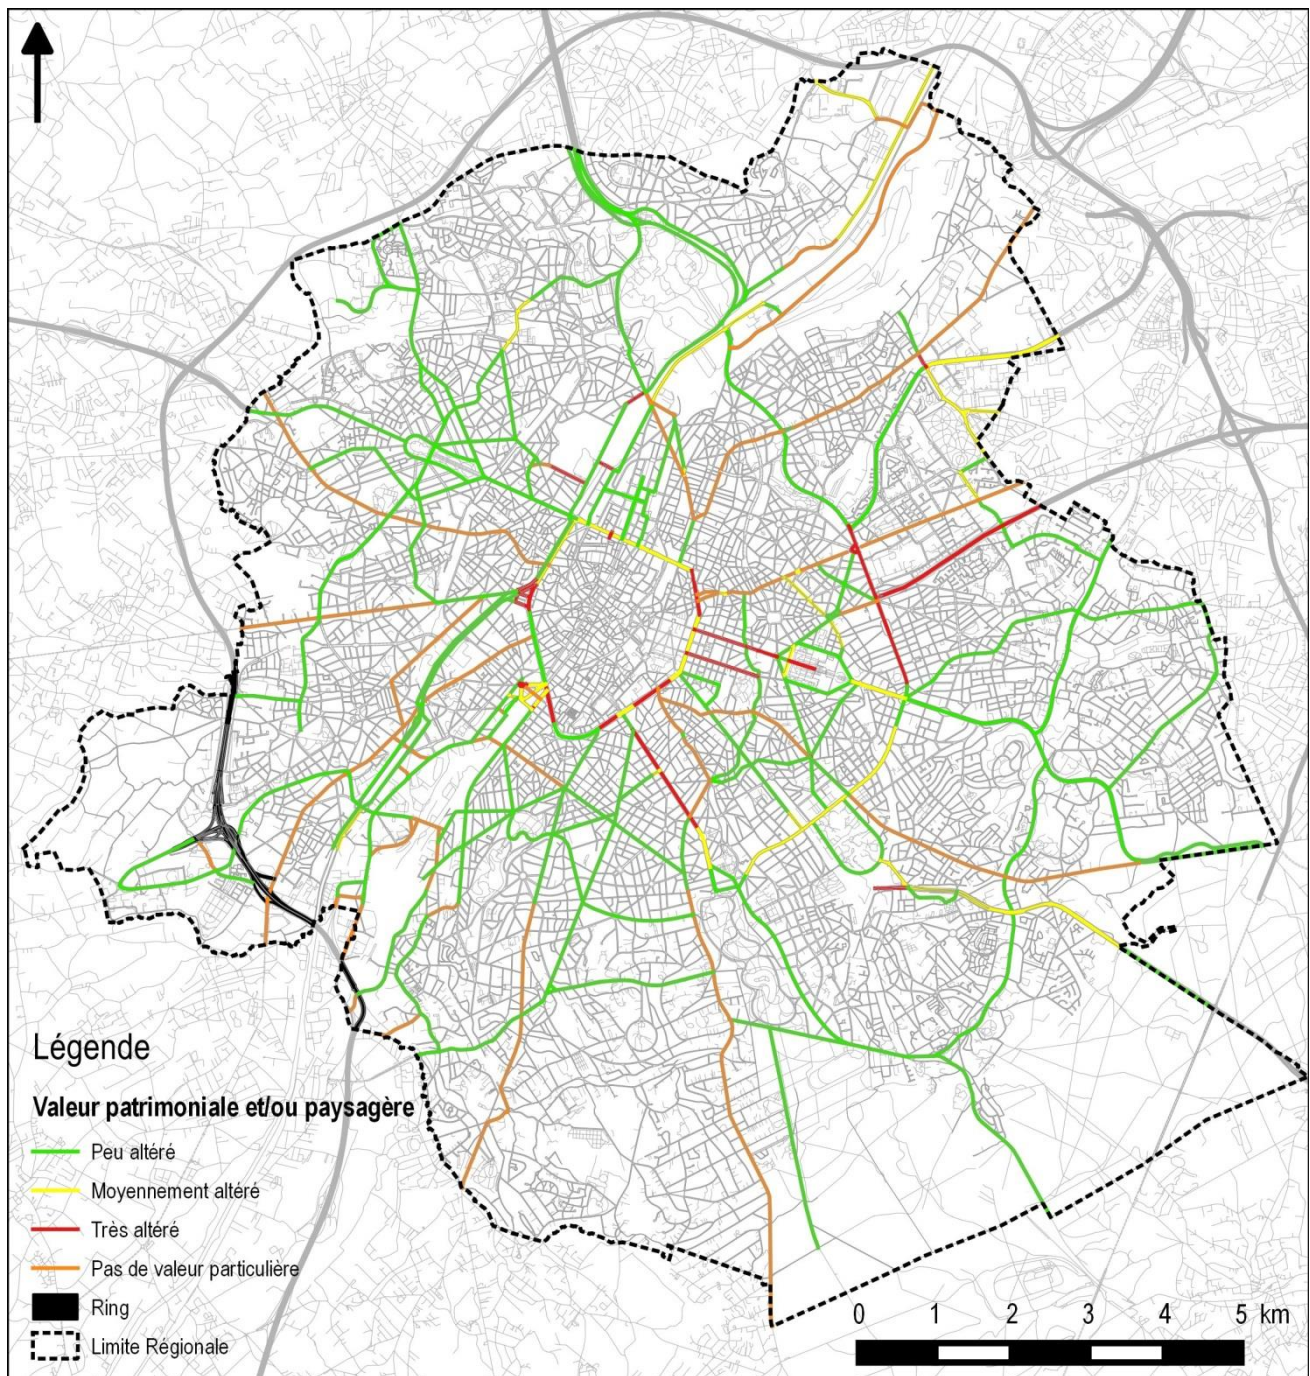 Légende
Valeur patrimoniale et/ou paysagère
Peu altéré
Moyennement altéré
Très altéré
Pas de valeur particulière
Ring
Limite Régionale
0 1 2 3 4 5 km